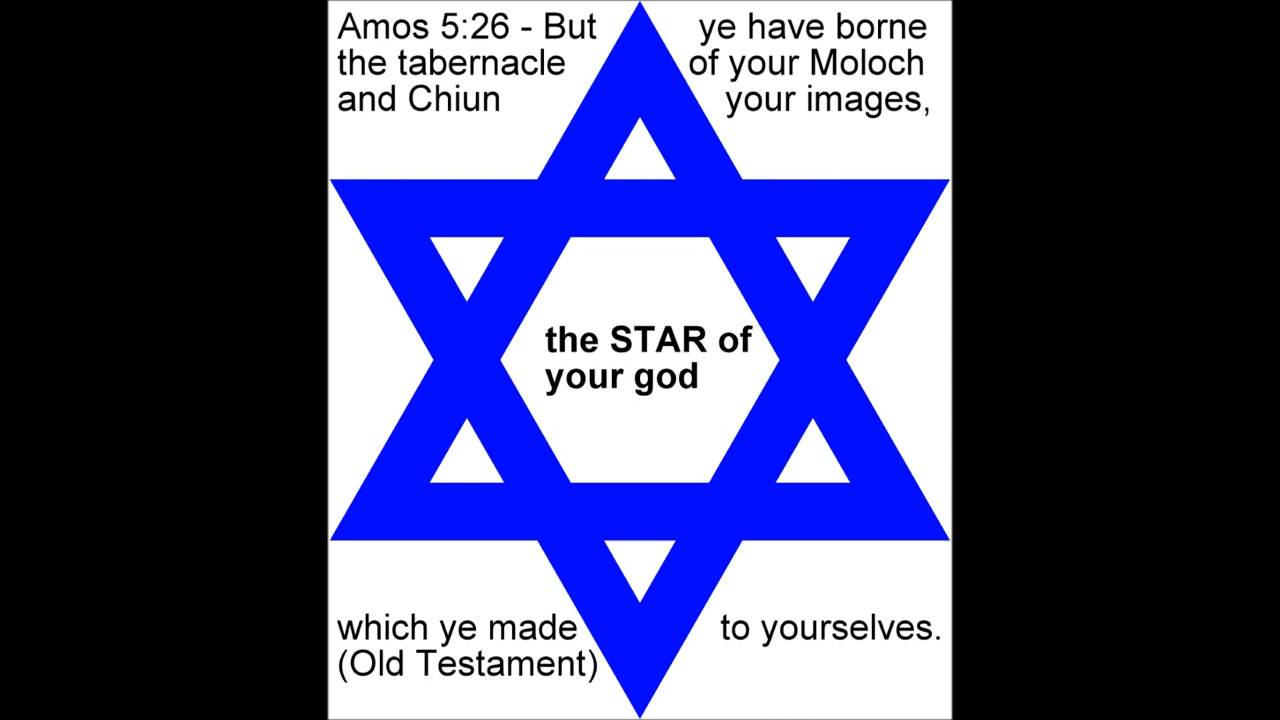 Amos 5:26 - But ye have borne
the tabernacle of your Moloch
and Chiun your images,
the STAR of
your god
which ye made to yourselves.
(Old Testament)